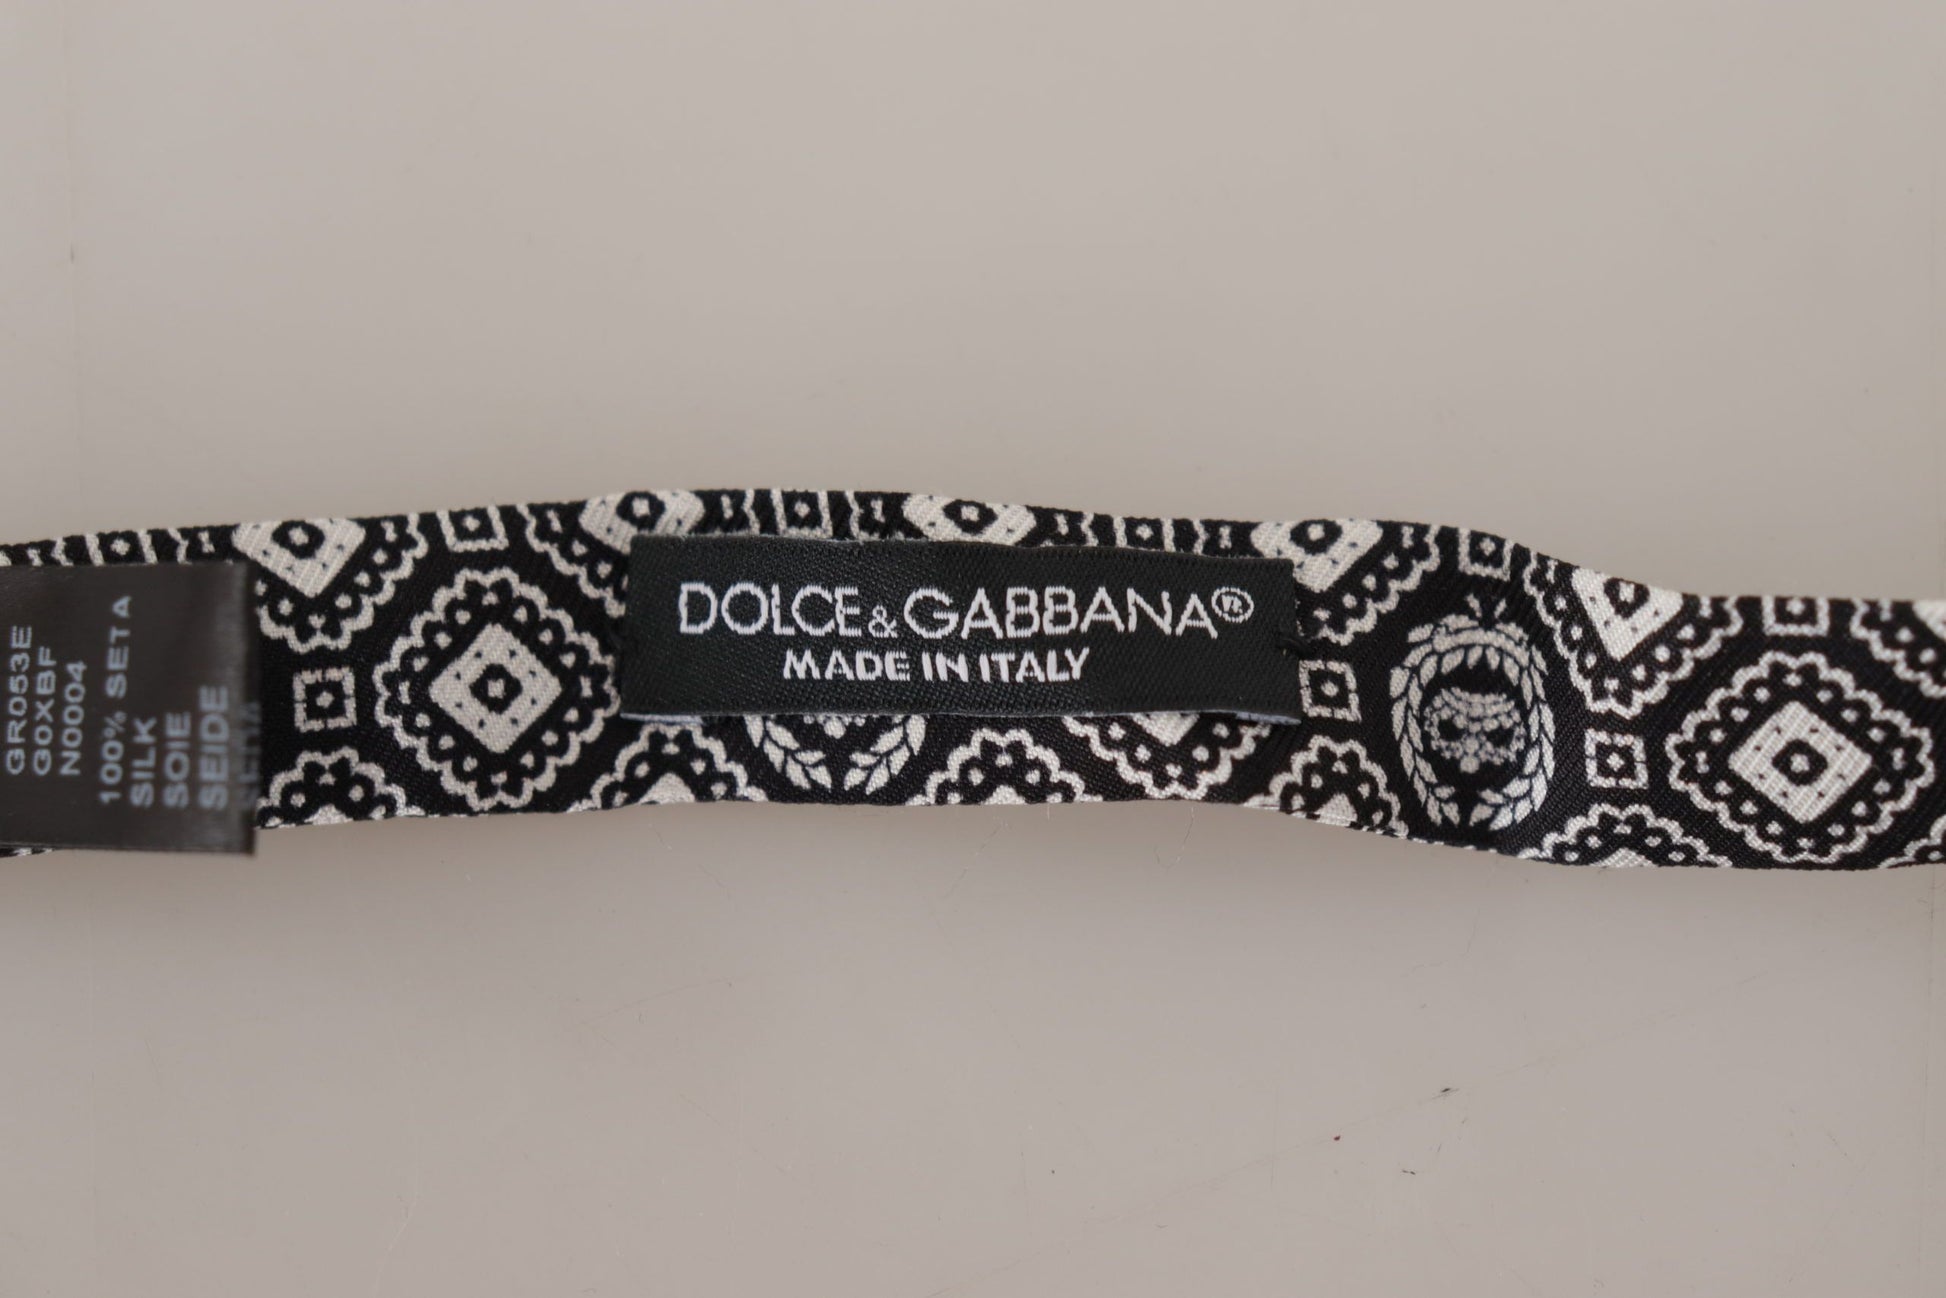 GR053E
G0XBF
N0004
100% SETA
SILK
SOIE
SEIDE
DOLCE&GABBANA®
MADE IN ITALY